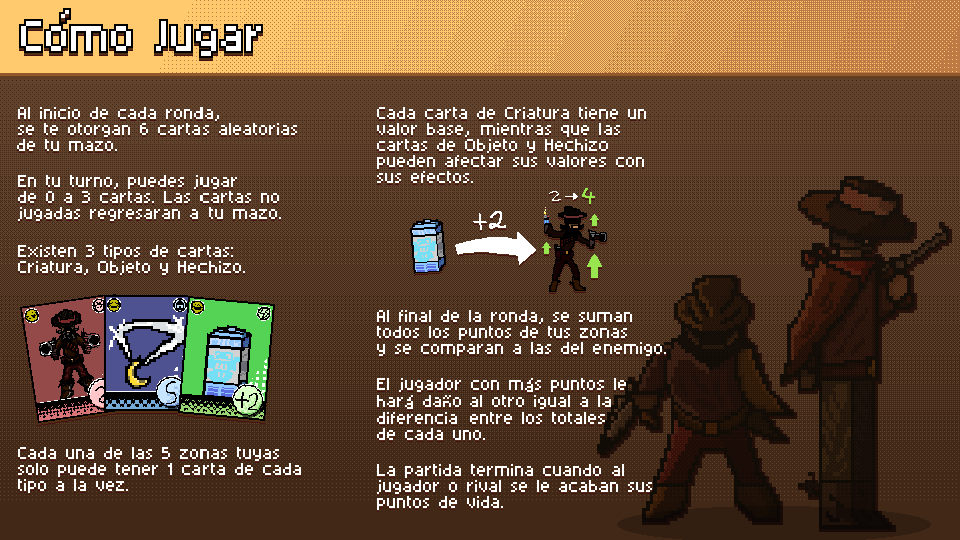 Cómo Jugar
Al inicio de cada ronda,
se te otorgan 6 cartas aleatorias
de tu mazo.
En tu turno, puedes jugar
de 0 a 3 cartas. Las cartas no
jugadas regresaran a tu mazo.
Existen 3 tipos de cartas:
Criatura, Objeto y Hechizo.
5
+2
Cada una de las 5 zonas tuyas
solo puede tener 1 carta de cada
tipo a la vez.
Cada carta de Criatura tiene un
valor base, mientras que las
cartas de Objeto y Hechizo
pueden afectar sus valores con
sus efectos.
2→4
+2
Al final de la ronda, se suman
todos los puntos de tus zonas
y se comparan a las del enemigo.
El jugador con más puntos le
hará daño al otro igual a la
diferencia entre los totales
de cada uno.
La partida termina cuando al
jugador o rival se le acaban sus
puntos de vida.